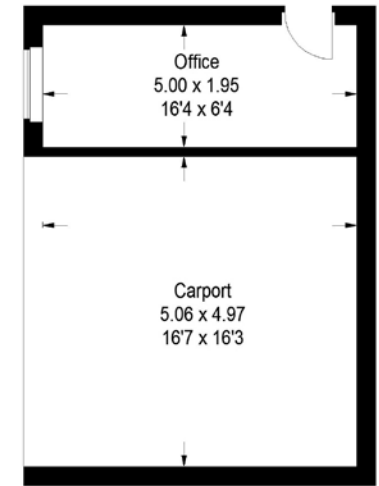 Office
5.00 x 1.95
16'4 x 6'4
Carport
5.06 x 4.97
16'7 x 16'3